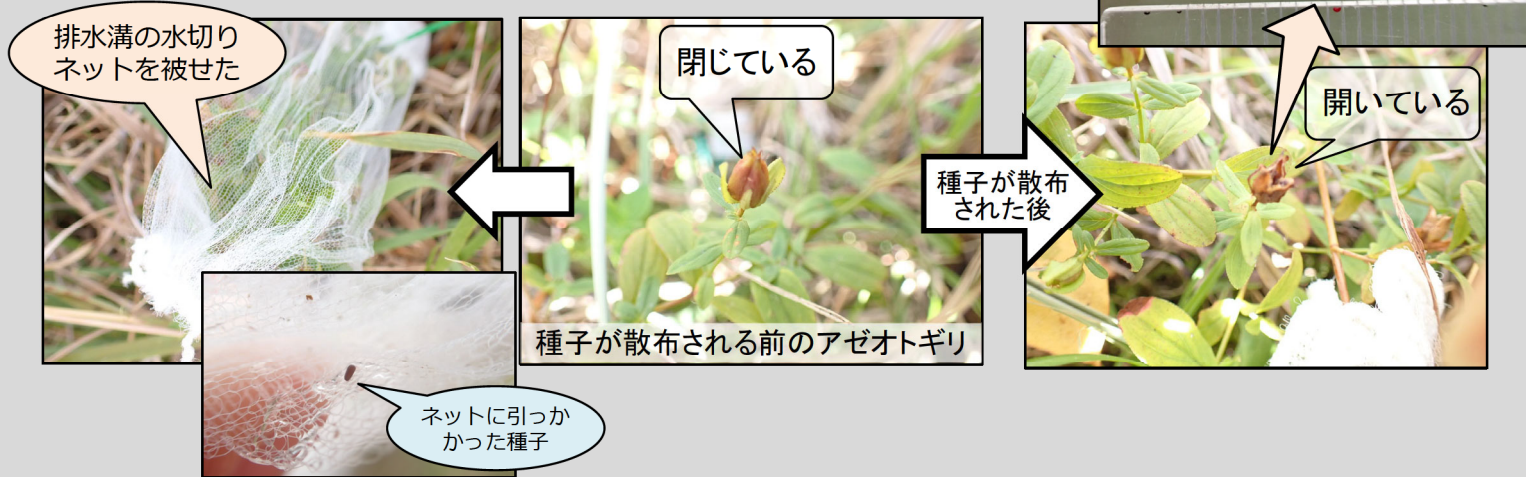 排水溝の水切り
ネットを被せた
閉じている
開いている
種子が散布
された後
種子が散布される前のアゼオトギリ
ネットに引っか
かった種子